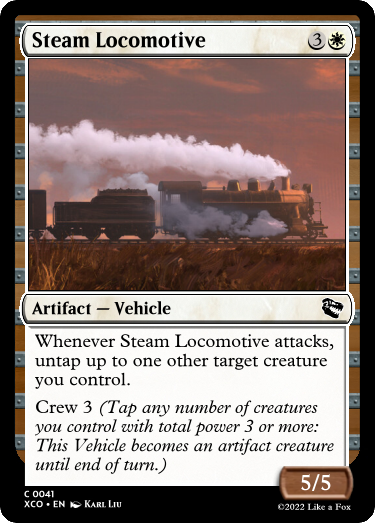 Steam Locomotive 3
Artifact — Vehicle
Whenever Steam Locomotive attacks,
untap up to one other target creature
you control.
Crew 3 (Tap any number of creatures
you control with total power 3 or more:
This Vehicle becomes an artifact creature
until end of turn.)
5/5
C 0041
XCO • EN Karl Liu
©2022 Like a Fox